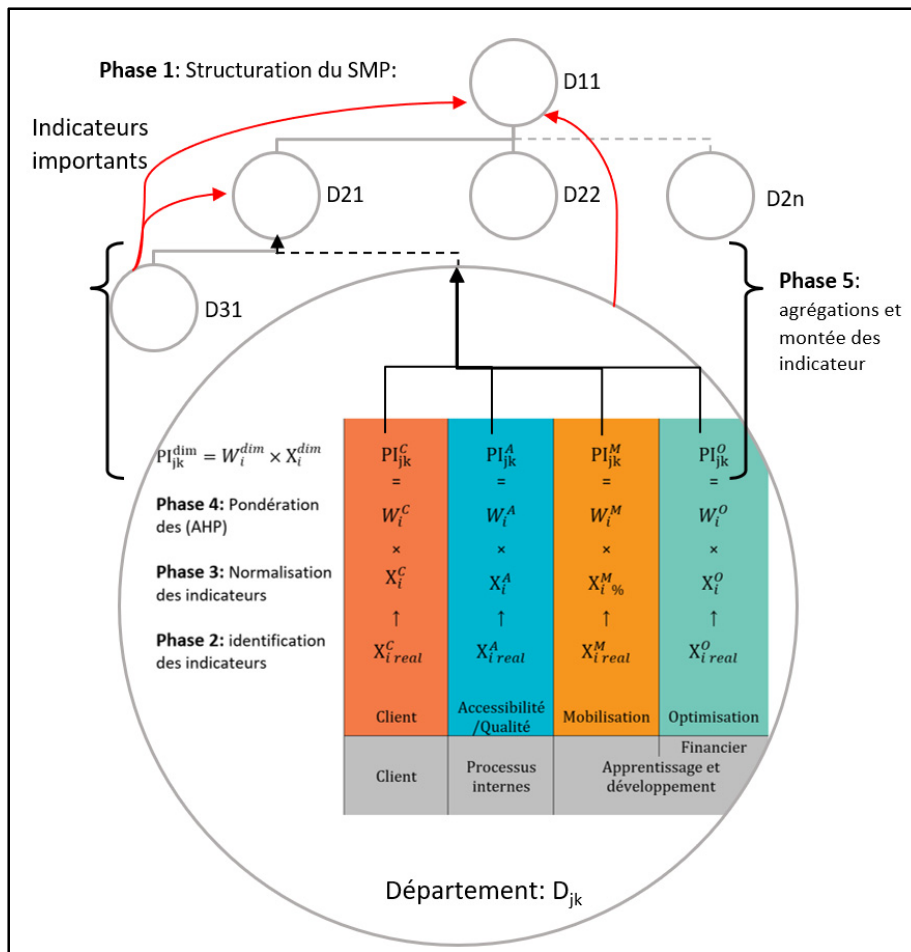 Phase 1: Structuration du SMP:
D11
Indicateurs
importants
D21
D22
D2n
D31
Phase 5:
agrégations et
montée des
indicateur
PI_jk^dim = W_i^dim × X_i^dim
PI_jk^C PI_jk^A PI_jk^M PI_jk^O
= = = =
Phase 4: Pondération
des (AHP)
W_i^C W_i^A W_i^M W_i^O
× × × ×
Phase 3: Normalisation
des indicateurs
X_i^C X_i^A X_i^M % X_i^O
↑ ↑ ↑ ↑
Phase 2: identification
des indicateurs
X_i real^C X_i real^A X_i real^M X_i real^O
Client
Accessibilité
/Qualité
Mobilisation
Optimisation
Client
Processus
internes
Financier
Apprentissage et
développement
Département: D_jk